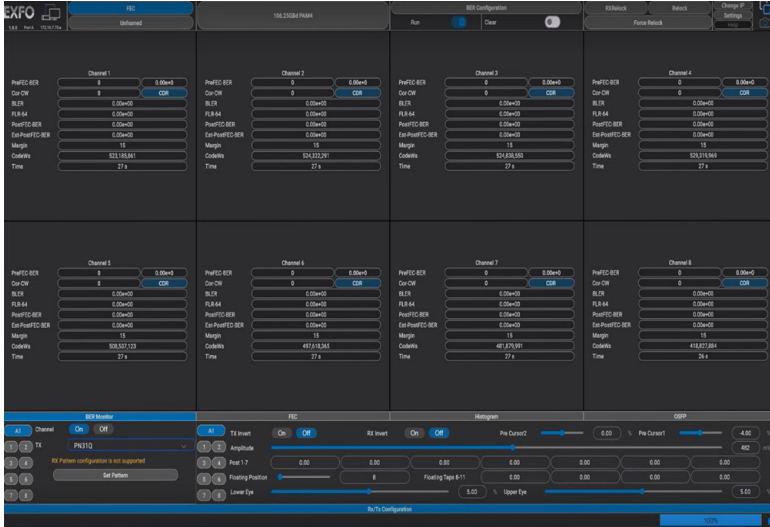 EXFO
FEC
Unframed
106.25GBd PAM4
BER Configuration
Run Clear
RXRelock Relock
Force Relock
Change IP
Settings
Help
Channel 1 Channel 2 Channel 3 Channel 4
PreFEC-BER 0 0.00e+0 PreFEC-BER 0 0.00e+0 PreFEC-BER 0 0.00e+0 PreFEC-BER 0 0.00e+0
Cor-CW 0 CDR Cor-CW 0 CDR Cor-CW 0 CDR Cor-CW 0 CDR
BLER 0.00e+00 BLER 0.00e+00 BLER 0.00e+00 BLER 0.00e+00
FLR-64 0.00e+00 FLR-64 0.00e+00 FLR-64 0.00e+00 FLR-64 0.00e+00
PostFEC-BER 0.00e+00 PostFEC-BER 0.00e+00 PostFEC-BER 0.00e+00 PostFEC-BER 0.00e+00
Est-PostFEC-BER 0.00e+00 Est-PostFEC-BER 0.00e+00 Est-PostFEC-BER 0.00e+00 Est-PostFEC-BER 0.00e+00
Margin 15 Margin 15 Margin 15 Margin 15
CodeWs 523,185,861 CodeWs 524,322,291 CodeWs 524,838,550 CodeWs 529,319,969
Time 27 s Time 27 s Time 27 s Time 27 s
Channel 5 Channel 6 Channel 7 Channel 8
PreFEC-BER 0 0.00e+0 PreFEC-BER 0 0.00e+0 PreFEC-BER 0 0.00e+0 PreFEC-BER 0 0.00e+0
Cor-CW 0 CDR Cor-CW 0 CDR Cor-CW 0 CDR Cor-CW 0 CDR
BLER 0.00e+00 BLER 0.00e+00 BLER 0.00e+00 BLER 0.00e+00
FLR-64 0.00e+00 FLR-64 0.00e+00 FLR-64 0.00e+00 FLR-64 0.00e+00
PostFEC-BER 0.00e+00 PostFEC-BER 0.00e+00 PostFEC-BER 0.00e+00 PostFEC-BER 0.00e+00
Est-PostFEC-BER 0.00e+00 Est-PostFEC-BER 0.00e+00 Est-PostFEC-BER 0.00e+00 Est-PostFEC-BER 0.00e+00
Margin 15 Margin 15 Margin 15 Margin 15
CodeWs 508,537,123 CodeWs 497,618,365 CodeWs 481,879,991 CodeWs 418,827,884
Time 27 s Time 27 s Time 27 s Time 26 s
BER Monitor FEC Histogram OSFP
All Channel On Off All TX Invert On Off RX Invert On Off Pre Cursor2 0.00 % Pre Cursor1 -4.00 %
1 2 TX PN31Q 1 2 Amplitude 482
3 4 RX Pattern configuration is not supported 3 4 Post 1-7 0.00 0.00 0.00 0.00 0.00 0.00 0.00
5 6 Set Pattern 5 6 Floating Position 8 Floating Taps 8-11 0.00 0.00 0.00 0.00
7 8 7 8 Lower Eye 5.00 % Upper Eye 5.00
Rx/Tx Configuration
100%